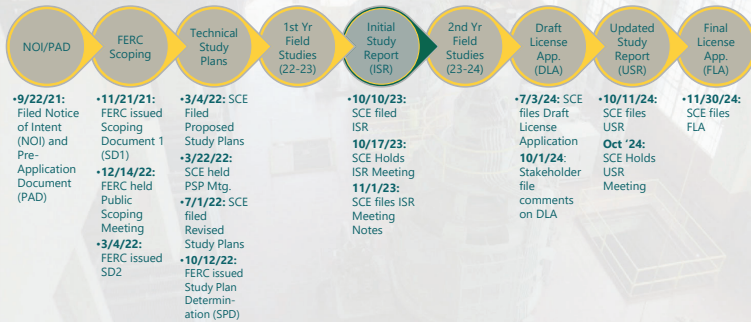 NOI/PAD
FERC
Scoping
Technical
Study
Plans
1st Yr
Field
Studies
(22-23)
Initial
Study
Report
(ISR)
2nd Yr
Field
Studies
(23-24)
Draft
License
App.
(DLA)
Updated
Study
Report
(USR)
Final
License
App.
(FLA)
•9/22/21:
Filed Notice
of Intent
(NOI) and
Pre-
Application
Document
(PAD)
•11/21/21:
FERC issued
Scoping
Document 1
(SD1)
•12/14/22:
FERC held
Public
Scoping
Meeting
•3/4/22:
FERC issued
SD2
•3/4/22: SCE
Filed
Proposed
Study Plans
•3/22/22:
SCE held
PSP Mtg.
•7/1/22: SCE
filed
Revised
Study Plans
•10/12/22:
FERC issued
Study Plan
Determin-
ation (SPD)
•10/10/23:
SCE filed
ISR
10/17/23:
SCE Holds
ISR Meeting
11/1/23:
SCE files ISR
Meeting
Notes
•7/3/24: SCE
files Draft
License
Application
10/1/24:
Stakeholder
file
comments
on DLA
•10/11/24:
SCE files
USR
Oct '24:
SCE Holds
USR
Meeting
•11/30/24:
SCE files
FLA